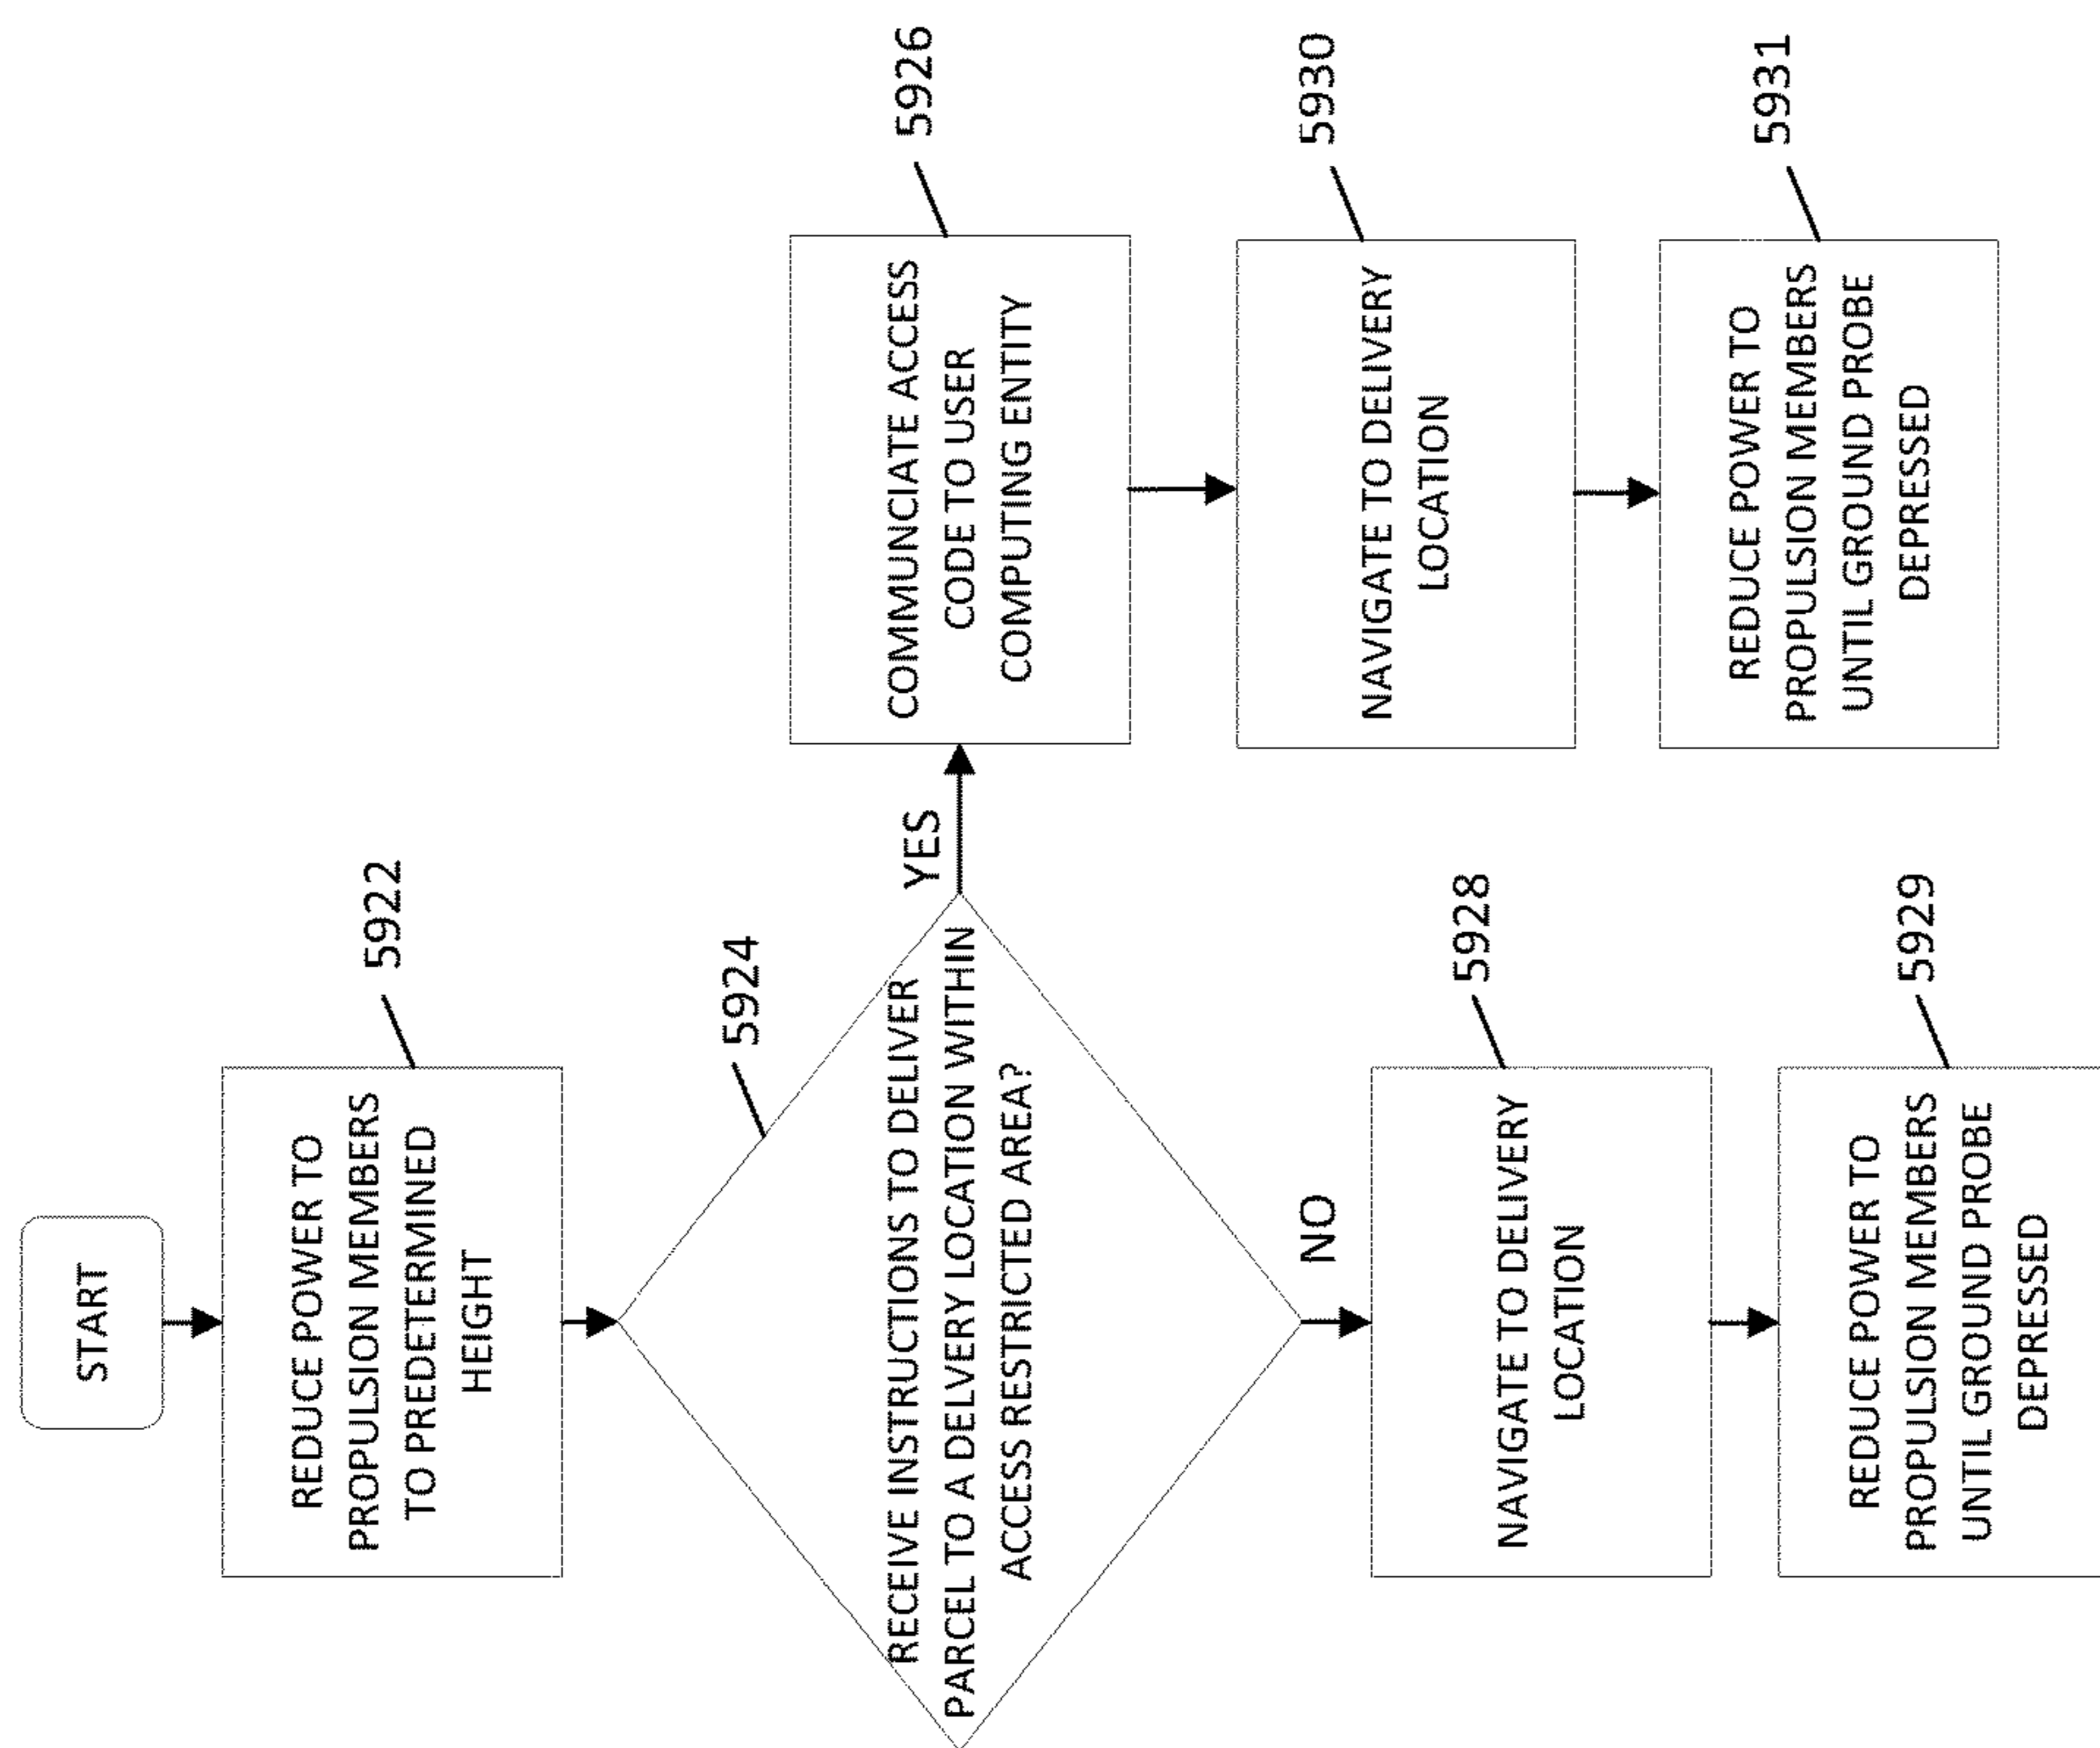 START
REDUCE POWER TO
PROPULSION MEMBERS
TO PREDETERMINED
HEIGHT
5922
RECEIVE INSTRUCTIONS TO DELIVER
PARCEL TO A DELVERY LOCATION WITHIN
ACCESS RESTRICTED AREA?
5924
YES
COMMUNCIATE ACCESS
CODE TO USER
COMPUTING ENTITY
5926
NAVIGATE TO DELIVERY
LOCATION
5930
REDUCE POWER TO
PROPULSION MEMBERS
UNTIL GROUND PROBE
DEPRESSED
5931
NO
NAVIGATE TO DELIVERY
LOCATION
5928
REDUCE POWER TO
PROPULSION MEMBERS
UNTIL GROUND PROBE
DEPRESSED
5929